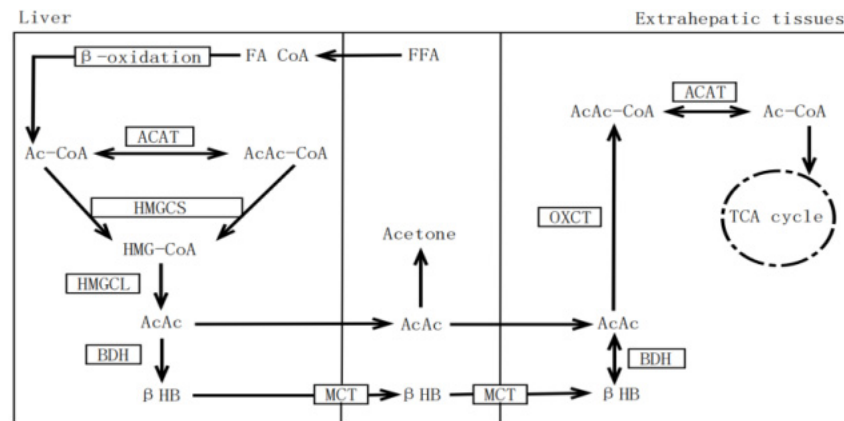 Liver
Extrahepatic tissues
β-oxidation
FA CoA
FFA
ACAT
AcAc-CoA
Ac-CoA
ACAT
Ac-CoA
AcAc-CoA
HMGCS
OXCT
TCA cycle
Acetone
HMG-CoA
HMGCL
AcAc
AcAc
AcAc
BDH
BDH
βHB
MCT
βHB
MCT
βHB